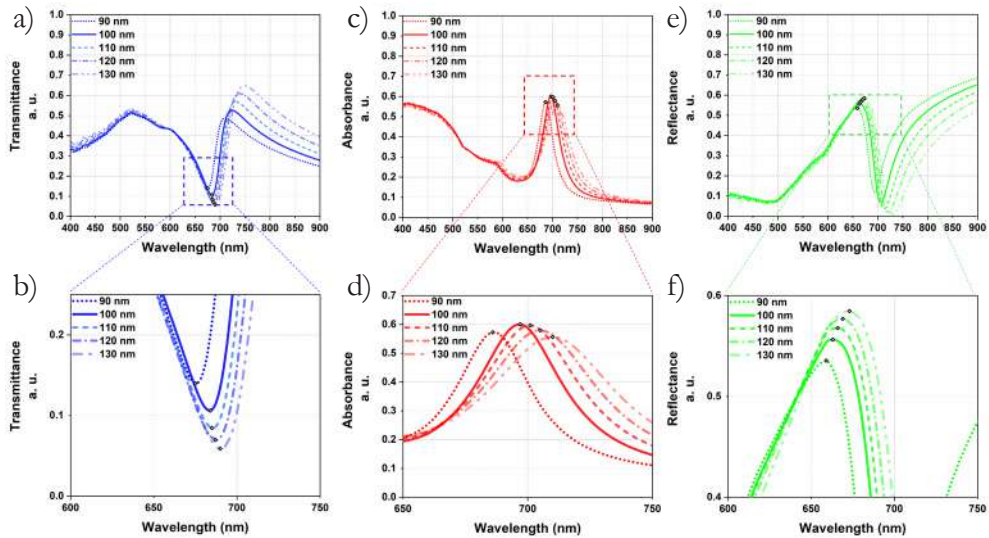 a)
90 nm
100 nm
110 nm
120 nm
130 nm
1.0
0.9
0.8
0.7
0.6
0.5
0.4
0.3
0.2
0.1
0.0
Transmittance
a. u.
400 450 500 550 600 650 700 750 800 850 900
Wavelength (nm)
c)
90 nm
100 nm
110 nm
120 nm
130 nm
1.0
0.9
0.8
0.7
0.6
0.5
0.4
0.3
0.2
0.1
0.0
Absorbance
a. u.
400 450 500 550 600 650 700 750 800 850 900
Wavelength (nm)
e)
90 nm
100 nm
110 nm
120 nm
130 nm
1.0
0.9
0.8
0.7
0.6
0.5
0.4
0.3
0.2
0.1
0.0
Reflectance
a. u.
400 450 500 550 600 650 700 750 800 850 900
Wavelength (nm)
b)
90 nm
100 nm
110 nm
120 nm
130 nm
0.2
0.1
0.0
Transmittance
a. u.
600 650 700 750
Wavelength (nm)
d)
90 nm
100 nm
110 nm
120 nm
130 nm
0.7
0.6
0.5
0.4
0.3
0.2
0.1
0.0
Absorbance
a. u.
650 700 750
Wavelength (nm)
f)
90 nm
100 nm
110 nm
120 nm
130 nm
0.6
0.5
0.4
Reflectance
a. u.
600 650 700 750
Wavelength (nm)